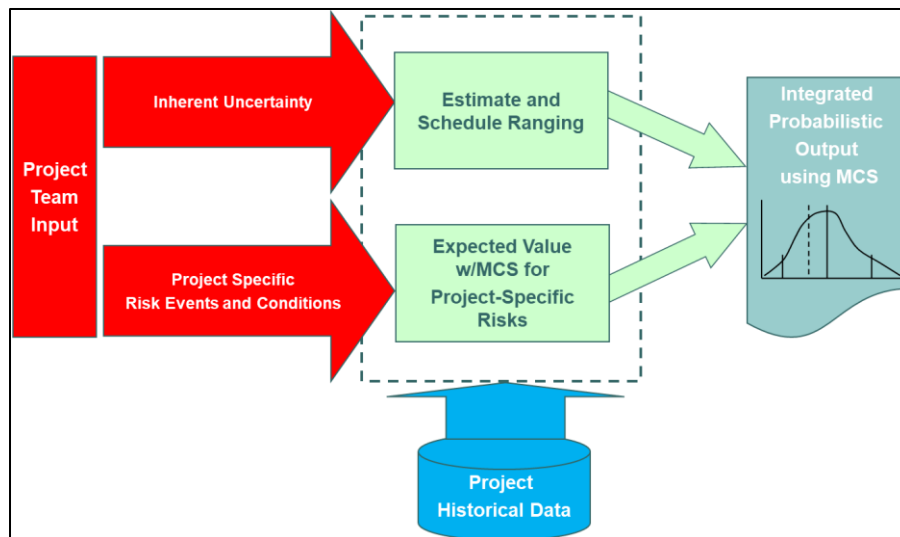 Project
Team
Input
Inherent Uncertainty
Project Specific
Risk Events and Conditions
Estimate and
Schedule Ranging
Expected Value
w/MCS for
Project-Specific
Risks
Integrated
Probabilistic
Output
using MCS
Project
Historical Data